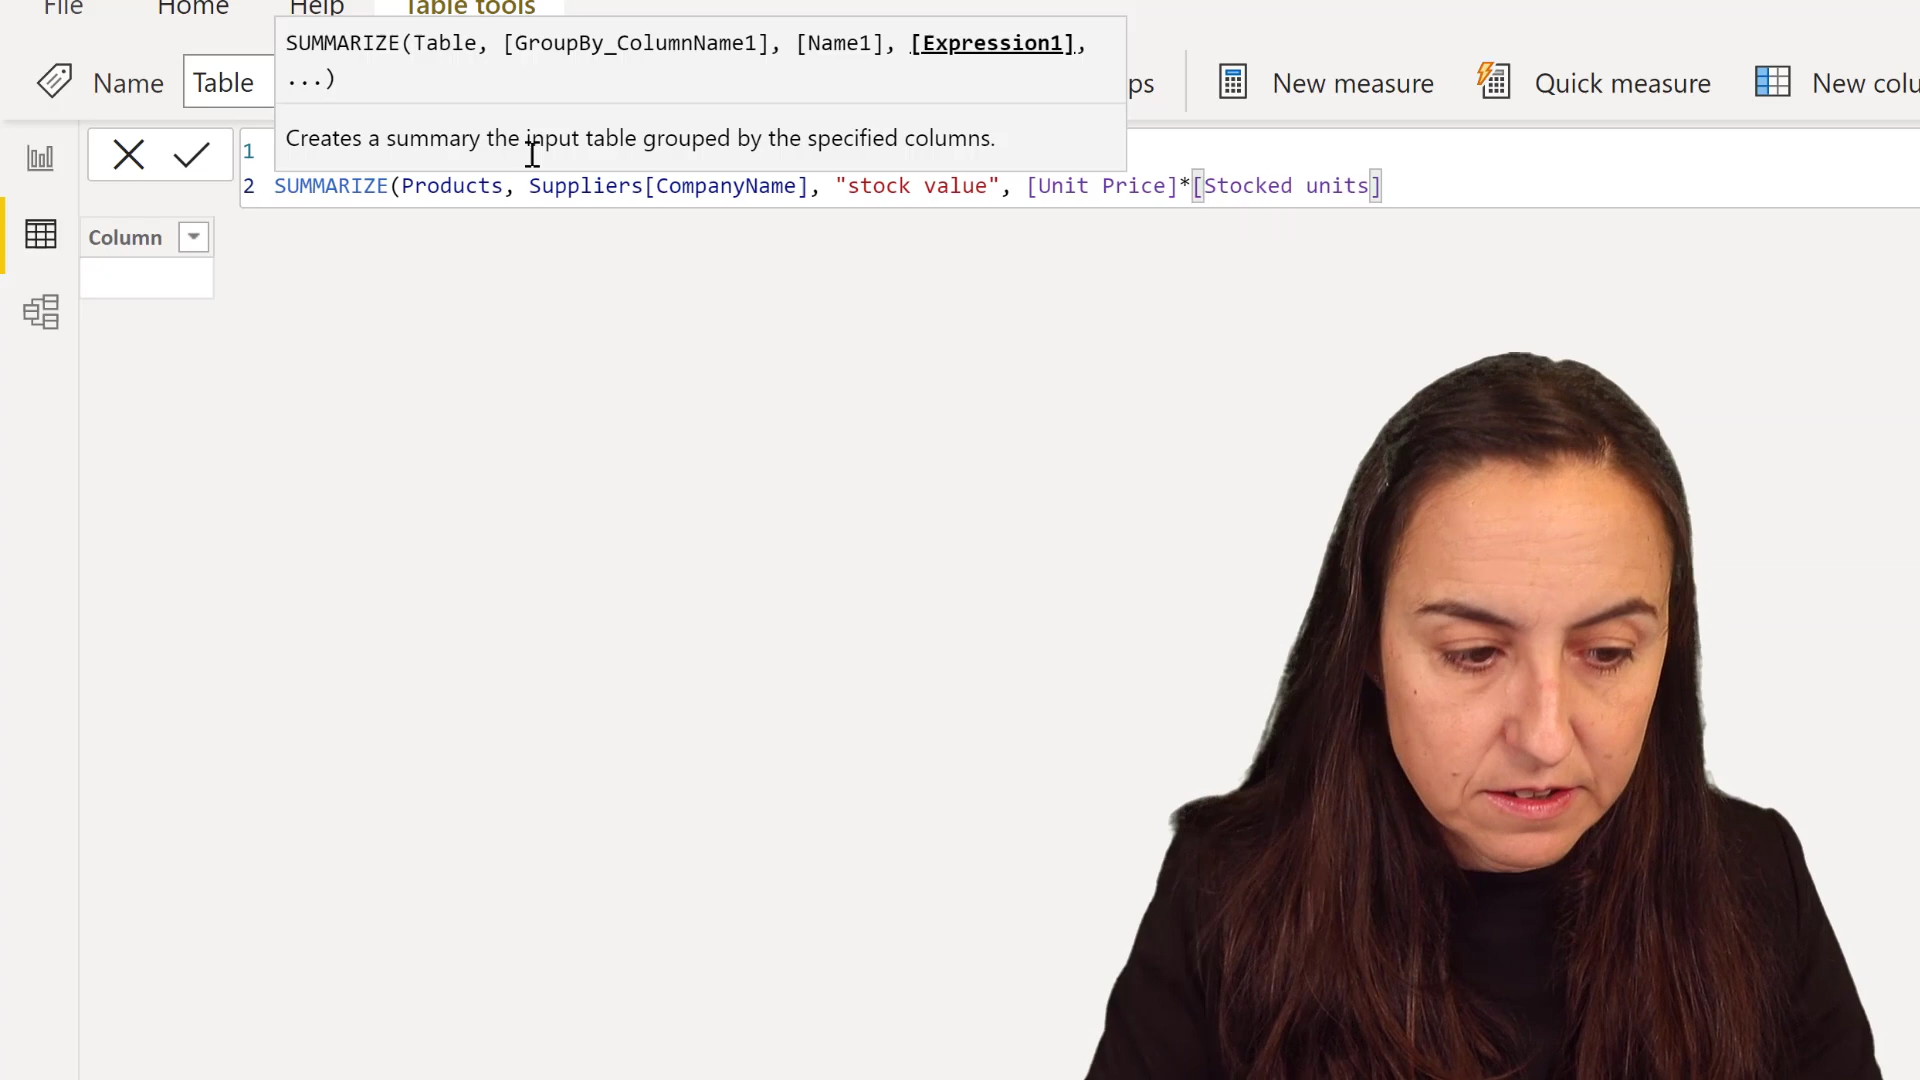 File Home Help Table tools
SUMMARIZE(Table, [GroupBy_ColumnName1], [Name1], [Expression1],
...)
Name Table ps New measure Quick measure New colu
Creates a summary the input table grouped by the specified columns.
1
2 SUMMARIZE(Products, Suppliers[CompanyName], "stock value", [Unit Price]*[Stocked units]
Column